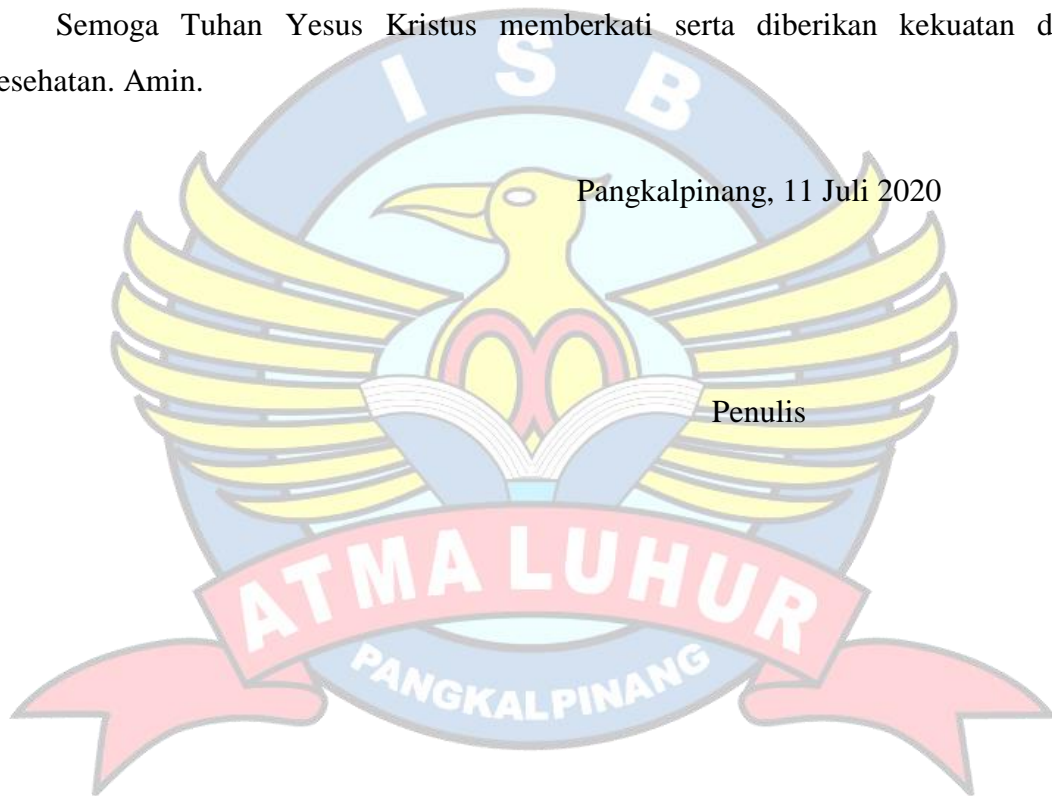 Semoga Tuhan Yesus Kristus memberkati serta diberikan kekuatan d
esehatan. Amin.
I S B
Pangkalpinang, 11 Juli 2020
Penulis
ATMA LUHUR
PANGKALPINANG